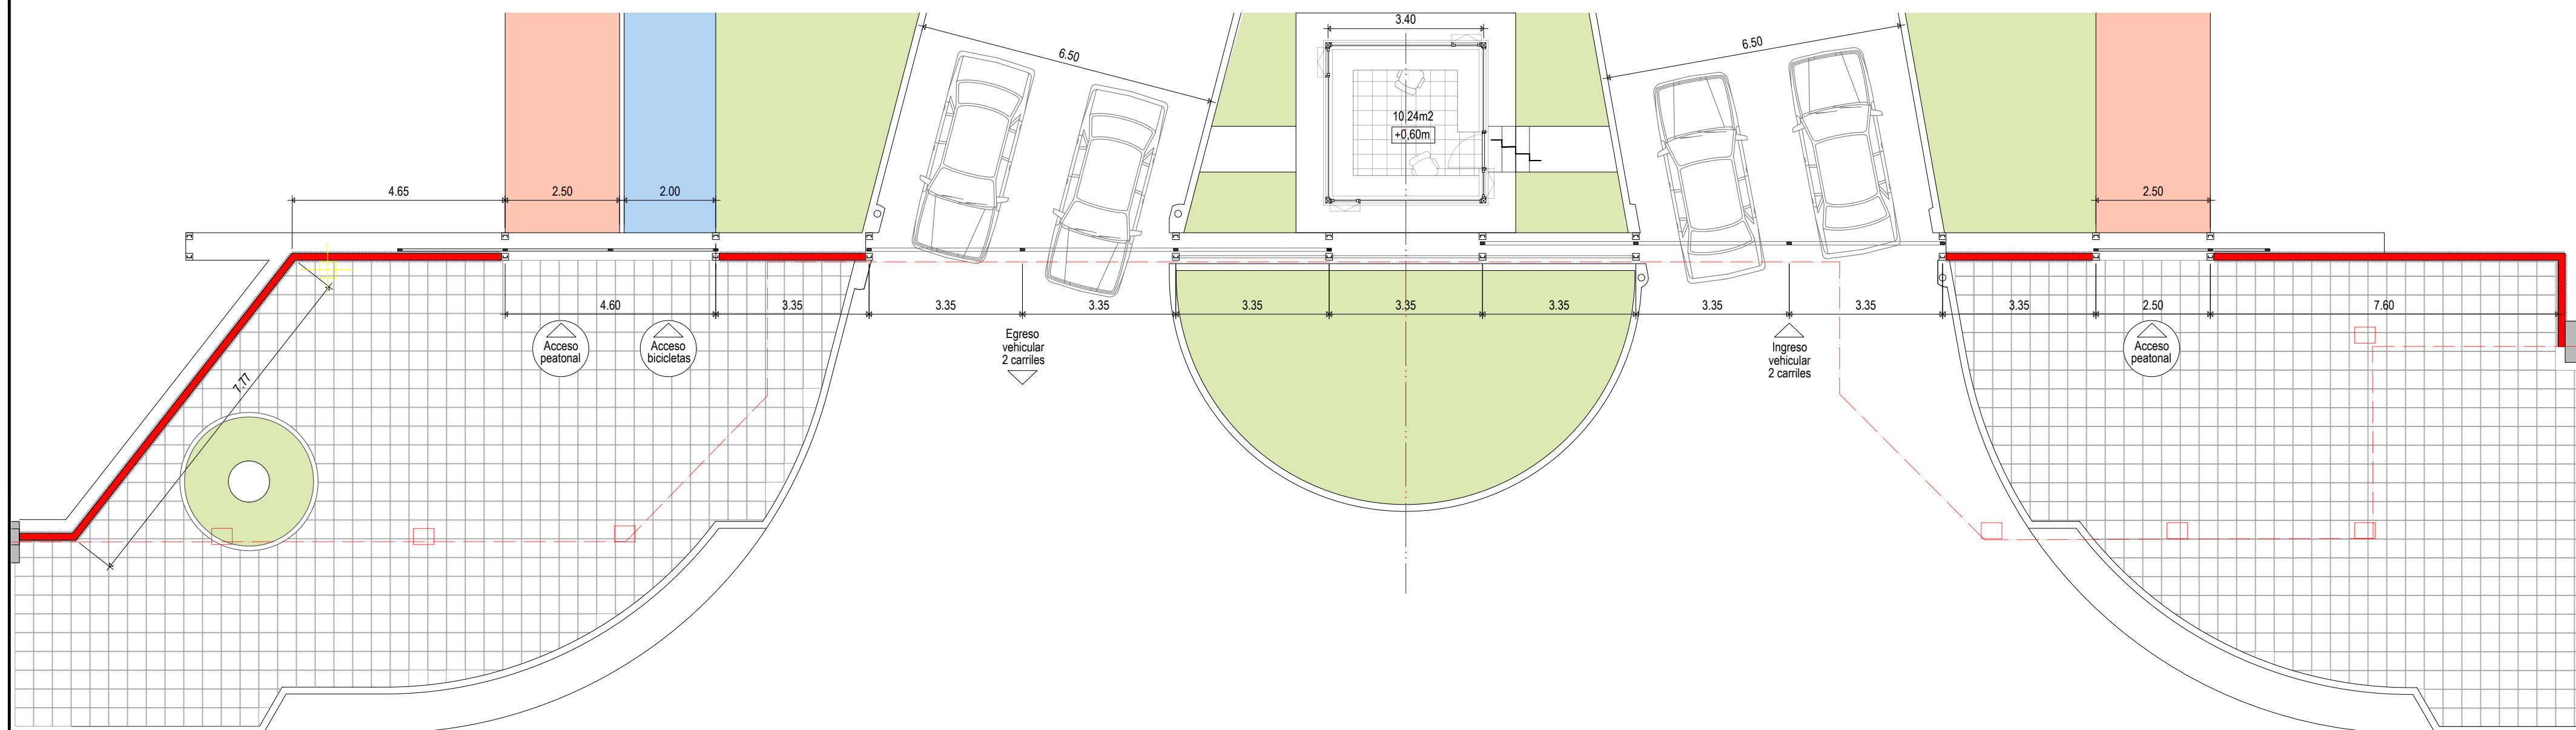 3.40
6.50
6.50
10,24m2
+0,60m
4.65
2.50
2.00
2.50
4.60
3.35
3.35
3.35
3.35
3.35
3.35
3.35
3.35
3.35
2.50
7.60
Acceso
peatonal
Acceso
bicicletas
Egreso
vehicular
2 carriles
Ingreso
vehicular
2 carriles
Acceso
peatonal
7.77